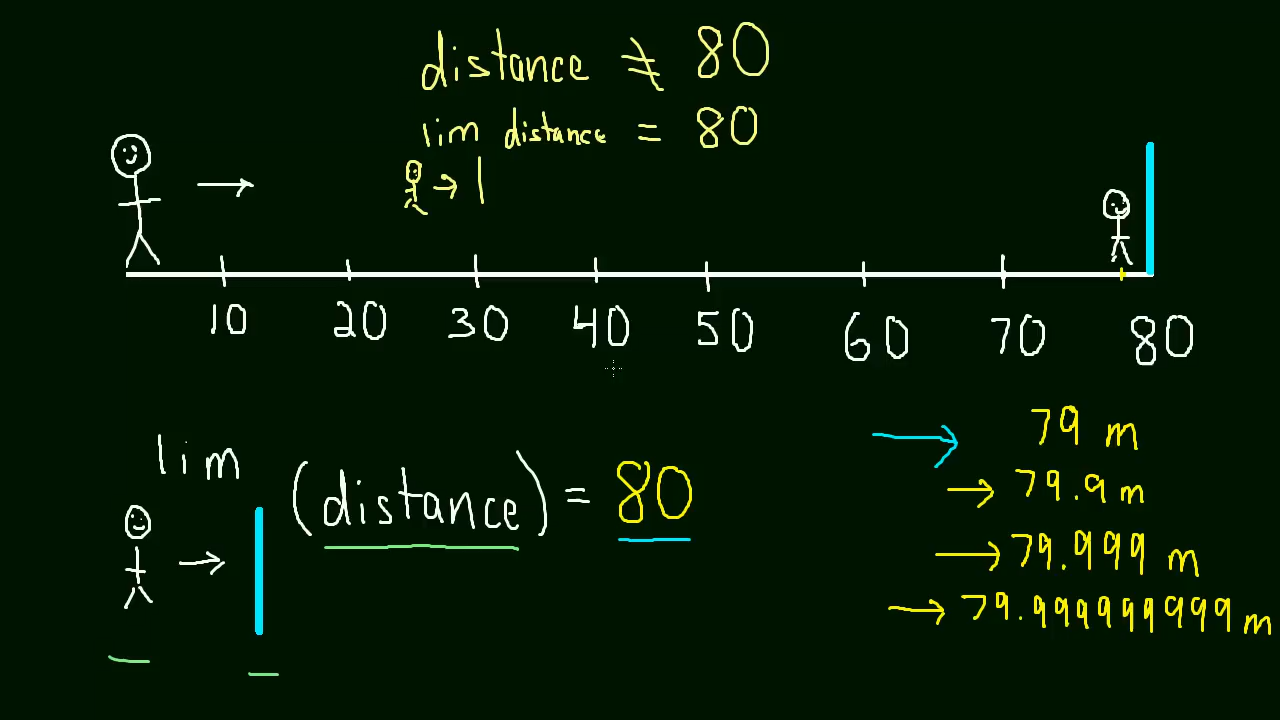 distance ≠ 80
lim distance = 80
→ |
→
10 20 30 40 50 60 70 80
lim (distance) = 80
→
→ 79 m
→ 79.9 m
→ 79.999 m
→ 79.999999999 m